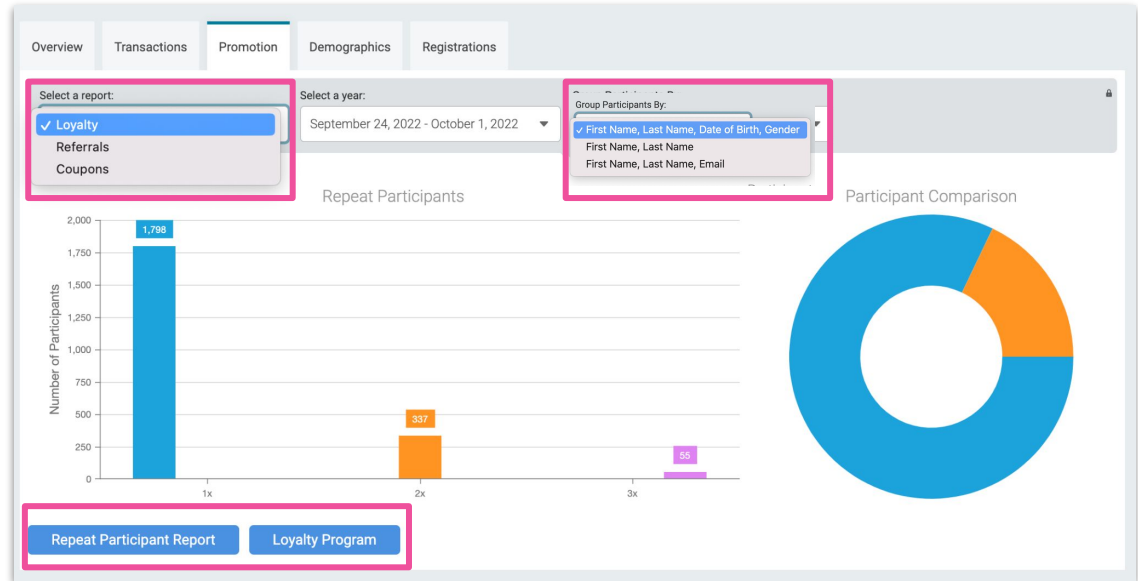 Overview Transactions Promotion Demographics Registrations
Select a report: Select a year: Group Participants By:
✓ Loyalty September 24, 2022 - October 1, 2022 ✓ First Name, Last Name, Date of Birth, Gender
Referrals First Name, Last Name
Coupons First Name, Last Name, Email
Repeat Participants Participant Comparison
Number of Participants
2,000
1,798
1,750
1,500
1,250
1,000
750
500
337
250
55
0
1x 2x 3x
Repeat Participant Report Loyalty Program